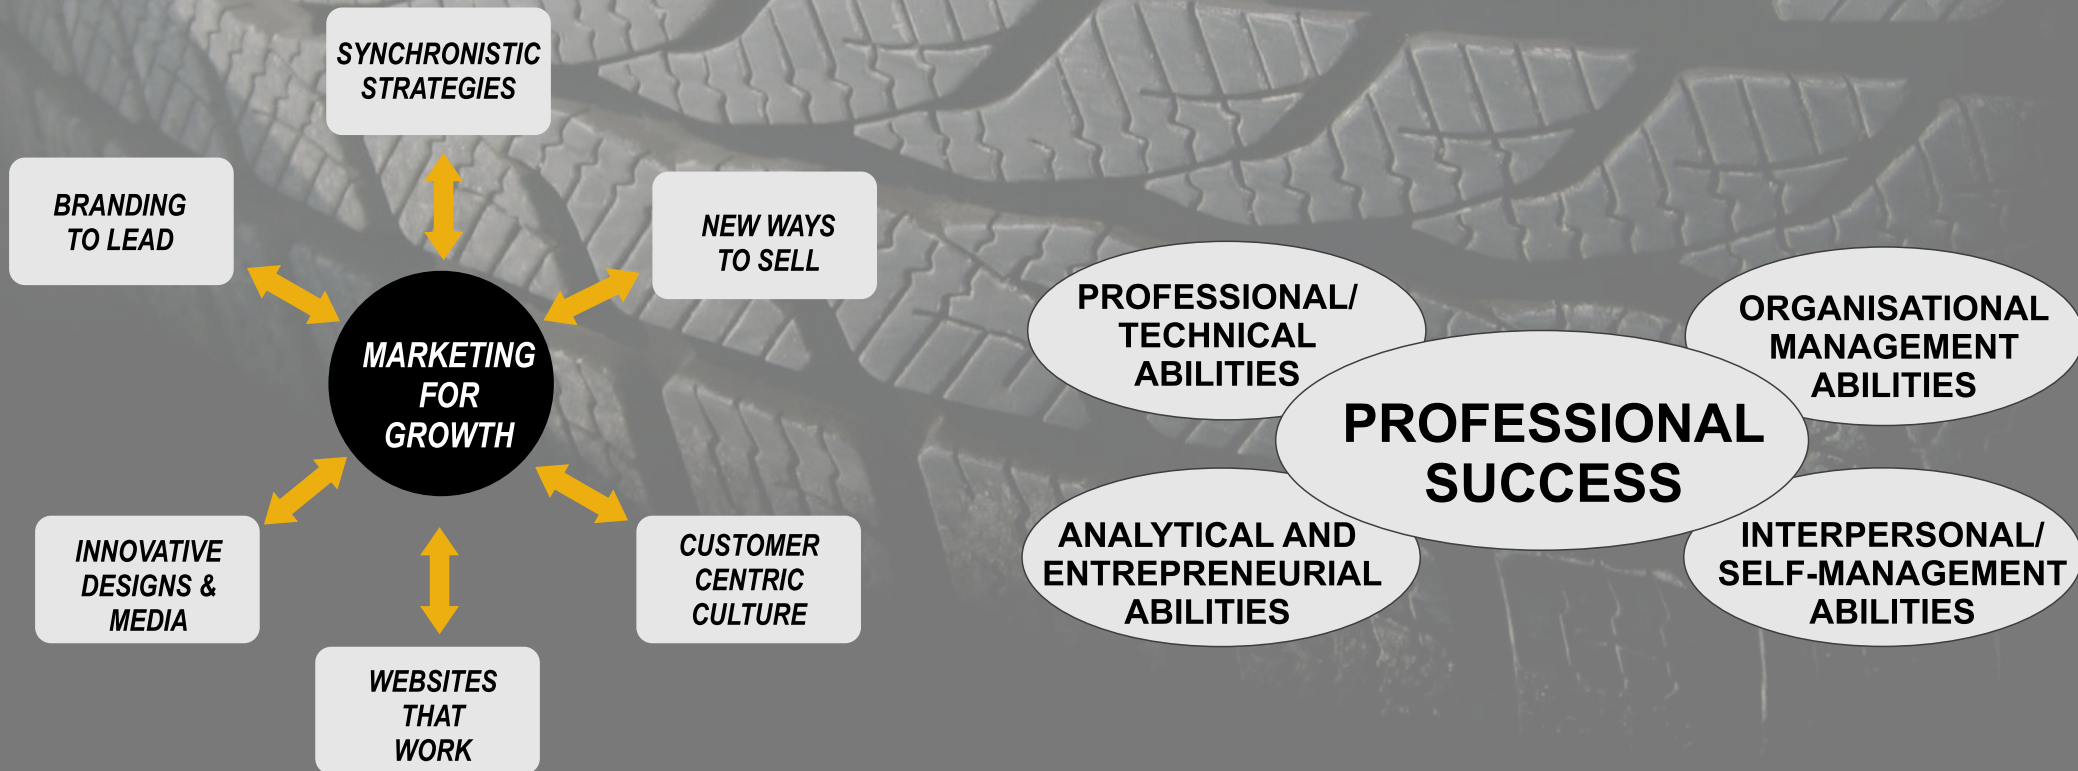 SYNCHRONISTIC
STRATEGIES
BRANDING
TO LEAD
NEW WAYS
TO SELL
MARKETING
FOR
GROWTH
INNOVATIVE
DESIGNS &
MEDIA
CUSTOMER
CENTRIC
CULTURE
WEBSITES
THAT
WORK
PROFESSIONAL/
TECHNICAL
ABILITIES
ORGANISATIONAL
MANAGEMENT
ABILITIES
PROFESSIONAL
SUCCESS
ANALYTICAL AND
ENTREPRENEURIAL
ABILITIES
INTERPERSONAL/
SELF-MANAGEMENT
ABILITIES